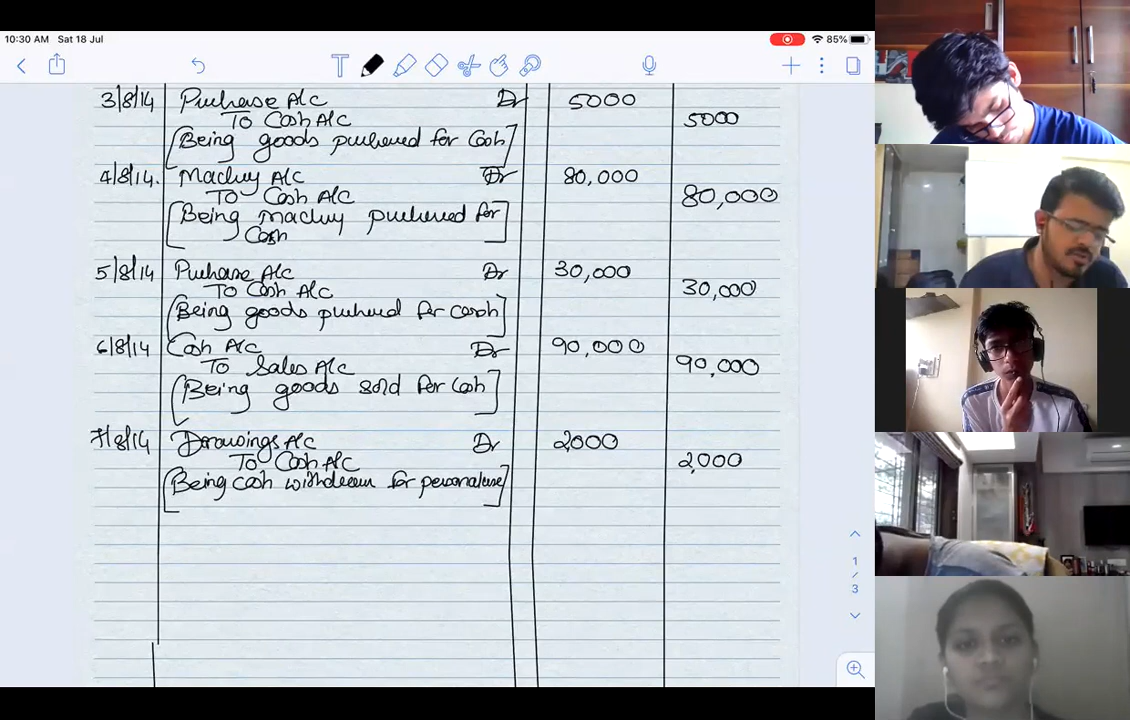 10:30 AM Sat 18 Jul
85%
3/8/14 Purchase A/c Dr 5000
To Cash A/c 5000
[Being goods purchased for Cash]
4/8/14. Machry A/c Dr 80,000
To Cash A/c 80,000
[Being Machry purchased for
Cash]
5/8/14 Purchase A/c Dr 30,000
To Cash A/c 30,000
[Being goods purchased for cash]
6/8/14 Cash A/c Dr 90,000
To Sales A/c 90,000
[Being goods sold for Cash]
7/8/14 Drawings A/c Dr 2,000
To Cash A/c 2,000
[Being cash withdrawn for personal use]
1
/
3